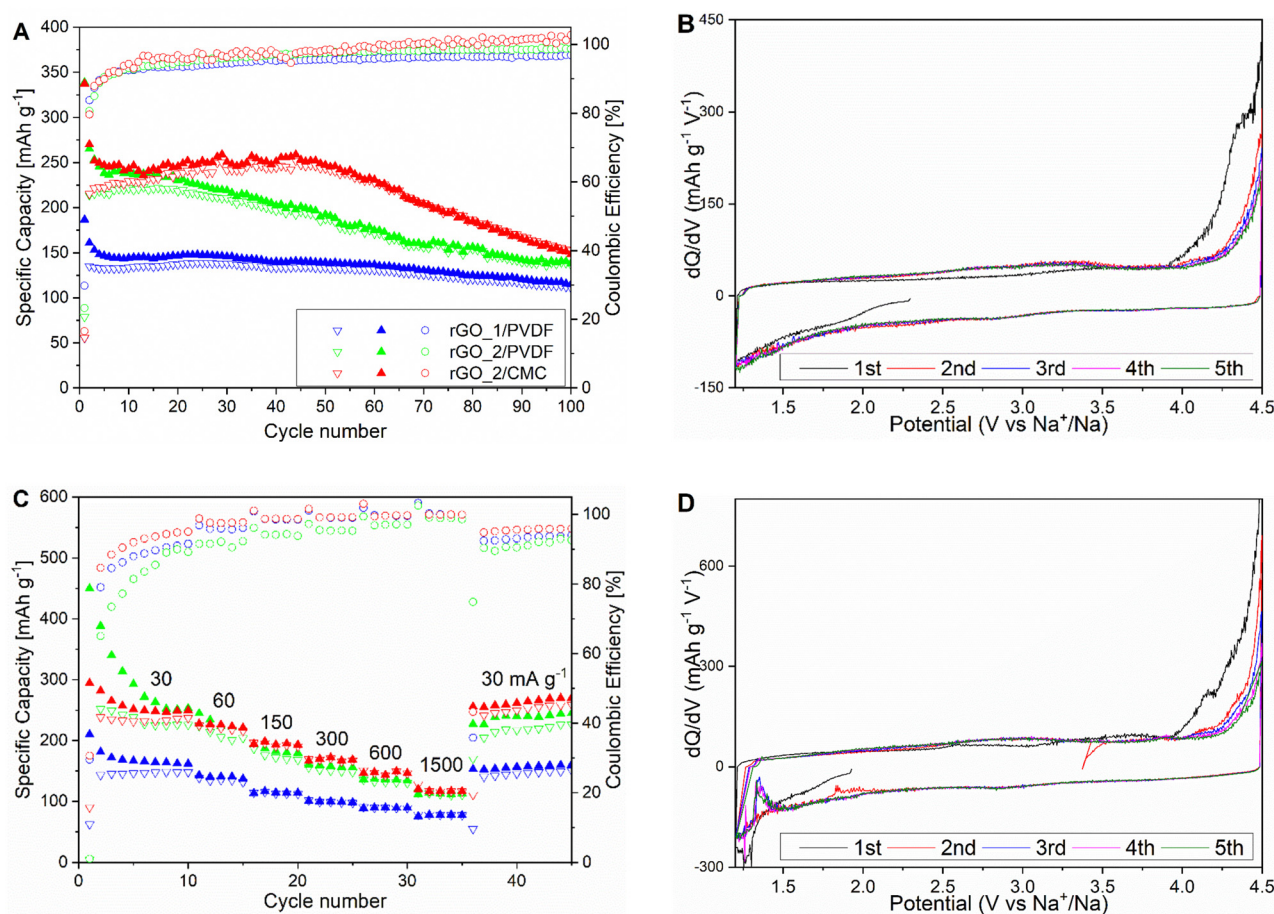 A
400
350
300
250
200
150
100
50
0
Specific Capacity [mAh g⁻¹]
100
80
60
40
20
0
Coulombic Efficiency [%]
rGO_1/PVDF
rGO_2/PVDF
rGO_2/CMC
0 10 20 30 40 50 60 70 80 90 100
Cycle number
B
450
300
150
0
-150
dQ/dV (mAh g⁻¹ V⁻¹)
1st 2nd 3rd 4th 5th
1.5 2.0 2.5 3.0 3.5 4.0 4.5
Potential (V vs Na⁺/Na)
C
600
500
400
300
200
100
0
Specific Capacity [mAh g⁻¹]
30
60
150
300
600
1500
30 mA g⁻¹
100
80
60
40
20
0
Coulombic Efficiency [%]
0 10 20 30 40
Cycle number
D
600
300
0
-300
dQ/dV (mAh g⁻¹ V⁻¹)
1st 2nd 3rd 4th 5th
1.5 2.0 2.5 3.0 3.5 4.0 4.5
Potential (V vs Na⁺/Na)